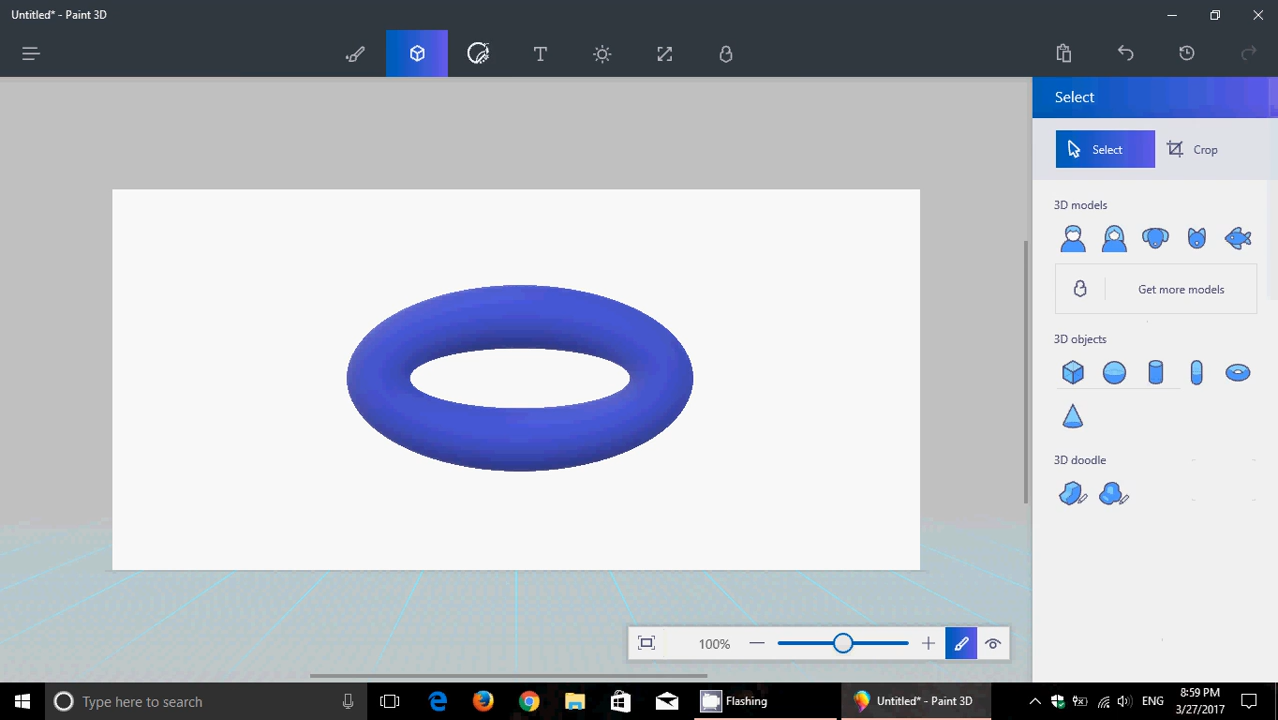 Untitled* - Paint 3D
T
Select
Select
Crop
3D models
Get more models
3D objects
3D doodle
100%
Type here to search
Flashing
Untitled* - Paint 3D
ENG
8:59 PM
3/27/2017